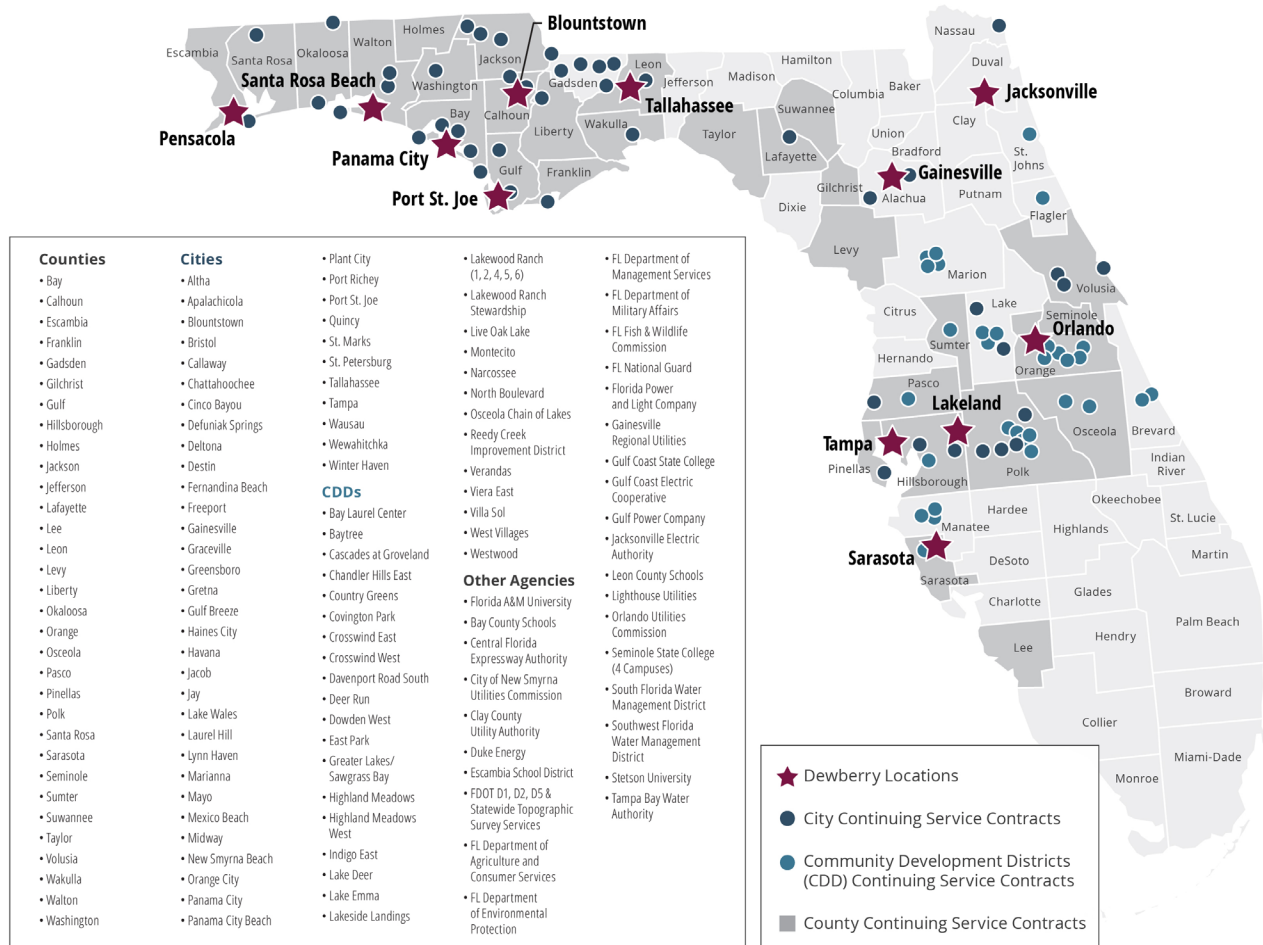 Blountstown
Holmes
Nassau
Walton
Okaloosa
Escambia
Santa Rosa
Jackson
Leon
Hamilton
Duval
Santa Rosa Beach
Washington
Gadsden
Jefferson
Madison
Baker
Columbia
Jacksonville
Tallahassee
Suwannee
Bay
Calhoun
Clay
Pensacola
Liberty
Wakulla
Taylor
Union
Bradford
Panama City
Lafayette
St.
Johns
Gulf
Franklin
Gainesville
Gilchrist
Alachua
Putnam
Port St. Joe
Dixie
Flagler
Levy
Marion
Volusia
Lake
Citrus
Seminole
Orlando
Sumter
Hernando
Orange
Pasco
Lakeland
Osceola
Brevard
Tampa
Pinellas
Indian
River
Polk
Hillsborough
Okeechobee
Hardee
St. Lucie
Manatee
Highlands
Martin
Sarasota
DeSoto
Sarasota
Glades
Charlotte
Palm Beach
Hendry
Lee
Broward
Collier
Miami-Dade
Monroe
Counties
• Bay
• Calhoun
• Escambia
• Franklin
• Gadsden
• Gilchrist
• Gulf
• Hillsborough
• Holmes
• Jackson
• Jefferson
• Lafayette
• Lee
• Leon
• Levy
• Liberty
• Okaloosa
• Orange
• Osceola
• Pasco
• Pinellas
• Polk
• Santa Rosa
• Sarasota
• Seminole
• Sumter
• Suwannee
• Taylor
• Volusia
• Wakulla
• Walton
• Washington
Cities
• Altha
• Apalachicola
• Blountstown
• Bristol
• Callaway
• Chattahoochee
• Cinco Bayou
• Defuniak Springs
• Deltona
• Destin
• Fernandina Beach
• Freeport
• Gainesville
• Graceville
• Greensboro
• Gretna
• Gulf Breeze
• Haines City
• Havana
• Jacob
• Jay
• Lake Wales
• Laurel Hill
• Lynn Haven
• Marianna
• Mayo
• Mexico Beach
• Midway
• New Smyrna Beach
• Orange City
• Panama City
• Panama City Beach
• Plant City
• Port Richey
• Port St. Joe
• Quincy
• St. Marks
• St. Petersburg
• Tallahassee
• Tampa
• Wausau
• Wewahitchka
• Winter Haven
CDDs
• Bay Laurel Center
• Baytree
• Cascades at Groveland
• Chandler Hills East
• Country Greens
• Covington Park
• Crosswind East
• Crosswind West
• Davenport Road South
• Deer Run
• Dowden West
• East Park
• Greater Lakes/
Sawgrass Bay
• Highland Meadows
• Highland Meadows
West
• Indigo East
• Lake Deer
• Lake Emma
• Lakeside Landings
• Lakewood Ranch
(1, 2, 4, 5, 6)
• Lakewood Ranch
Stewardship
• Live Oak Lake
• Montecito
• Narcossee
• North Boulevard
• Osceola Chain of Lakes
• Reedy Creek
Improvement District
• Verandas
• Viera East
• Villa Sol
• West Villages
• Westwood
Other Agencies
• Florida A&M University
• Bay County Schools
• Central Florida
Expressway Authority
• City of New Smyrna
Utilities Commission
• Clay County
Utility Authority
• Duke Energy
• Escambia School District
• FDOT D1, D2, D5 &
Statewide Topographic
Survey Services
• FL Department of
Agriculture and
Consumer Services
• FL Department
of Environmental
Protection
• FL Department of
Management Services
• FL Department of
Military Affairs
• FL Fish & Wildlife
Commission
• FL National Guard
• Florida Power
and Light Company
• Gainesville
Regional Utilities
• Gulf Coast State College
• Gulf Coast Electric
Cooperative
• Gulf Power Company
• Jacksonville Electric
Authority
• Leon County Schools
• Lighthouse Utilities
• Orlando Utilities
Commission
• Seminole State College
(4 Campuses)
• South Florida Water
Management District
• Southwest Florida
Water Management
District
• Stetson University
• Tampa Bay Water
Authority
Dewberry Locations
City Continuing Service Contracts
Community Development Districts
(CDD) Continuing Service Contracts
County Continuing Service Contracts